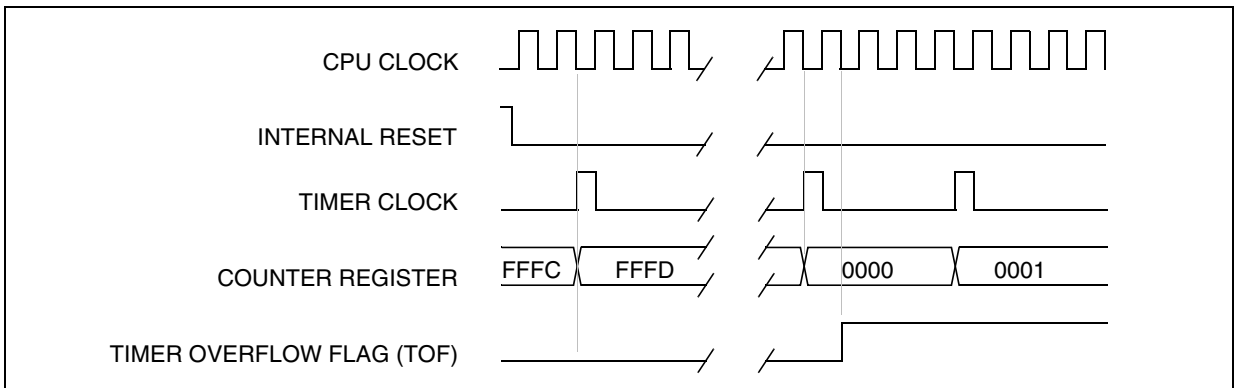 CPU CLOCK
INTERNAL RESET
TIMER CLOCK
COUNTER REGISTER FFFC FFFD 0000 0001
TIMER OVERFLOW FLAG (TOF)